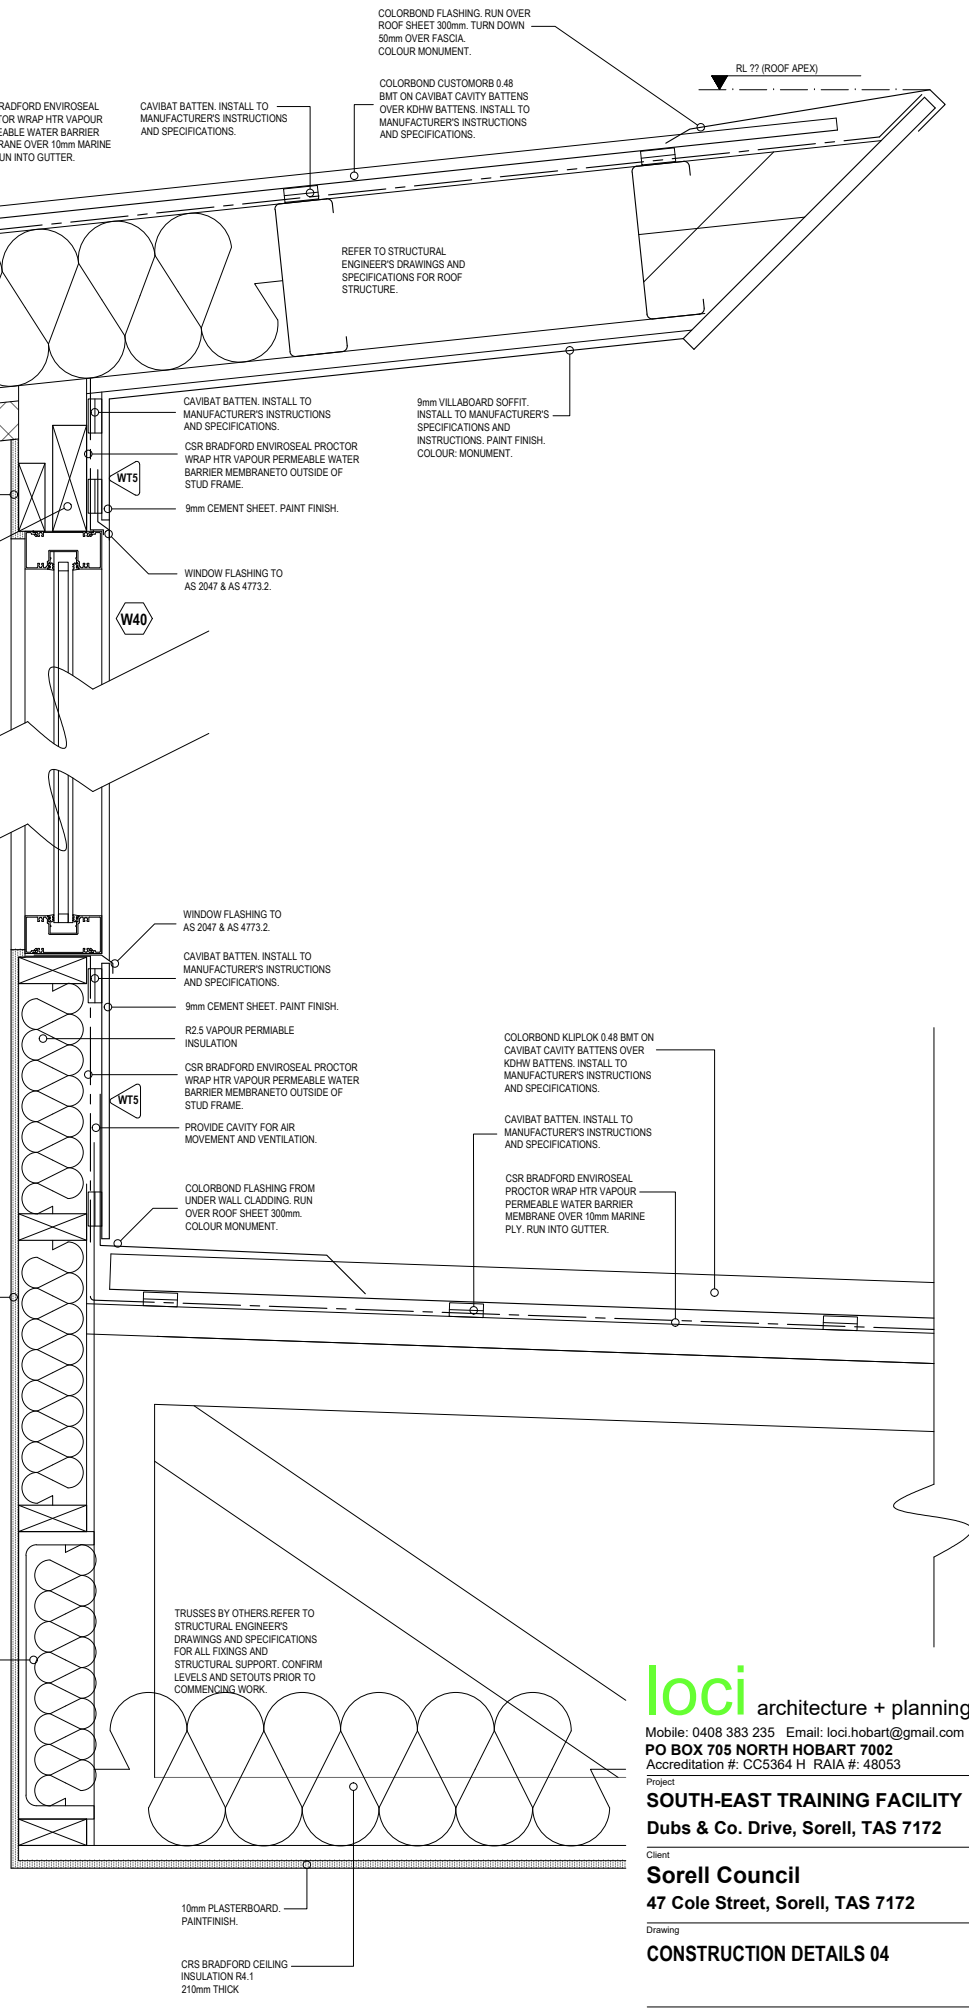 COLORBOND FLASHING. RUN OVER
ROOF SHEET 300mm. TURN DOWN
50mm OVER FASCIA.
COLOUR MONUMENT.
RL ?? (ROOF APEX)
COLORBOND CUSTOMORB 0.48
BMT ON CAVIBAT CAVITY BATTENS
OVER KDHW BATTENS. INSTALL TO
MANUFACTURER'S INSTRUCTIONS
AND SPECIFICATIONS.
RADFORD ENVIROSEAL
TOR WRAP HTR VAPOUR
EABLE WATER BARRIER
RANE OVER 10mm MARINE
UN INTO GUTTER.
CAVIBAT BATTEN. INSTALL TO
MANUFACTURER'S INSTRUCTIONS
AND SPECIFICATIONS.
REFER TO STRUCTURAL
ENGINEER'S DRAWINGS AND
SPECIFICATIONS FOR ROOF
STRUCTURE.
CAVIBAT BATTEN. INSTALL TO
MANUFACTURER'S INSTRUCTIONS
AND SPECIFICATIONS.
9mm VILLABOARD SOFFIT.
INSTALL TO MANUFACTURER'S
SPECIFICATIONS AND
INSTRUCTIONS. PAINT FINISH.
COLOUR: MONUMENT.
CSR BRADFORD ENVIROSEAL PROCTOR
WRAP HTR VAPOUR PERMEABLE WATER
BARRIER MEMBRANETO OUTSIDE OF
STUD FRAME.
WT5
9mm CEMENT SHEET. PAINT FINISH.
WINDOW FLASHING TO
AS 2047 & AS 4773.2.
W40
WINDOW FLASHING TO
AS 2047 & AS 4773.2.
CAVIBAT BATTEN. INSTALL TO
MANUFACTURER'S INSTRUCTIONS
AND SPECIFICATIONS.
9mm CEMENT SHEET. PAINT FINISH.
R2.5 VAPOUR PERMIABLE
INSULATION
CSR BRADFORD ENVIROSEAL PROCTOR
WRAP HTR VAPOUR PERMEABLE WATER
BARRIER MEMBRANETO OUTSIDE OF
STUD FRAME.
WT5
PROVIDE CAVITY FOR AIR
MOVEMENT AND VENTILATION.
COLORBOND FLASHING FROM
UNDER WALL CLADDING. RUN
OVER ROOF SHEET 300mm.
COLOUR MONUMENT.
COLORBOND KLIPLOK 0.48 BMT ON
CAVIBAT CAVITY BATTENS OVER
KDHW BATTENS. INSTALL TO
MANUFACTURER'S INSTRUCTIONS
AND SPECIFICATIONS.
CAVIBAT BATTEN. INSTALL TO
MANUFACTURER'S INSTRUCTIONS
AND SPECIFICATIONS.
CSR BRADFORD ENVIROSEAL
PROCTOR WRAP HTR VAPOUR
PERMEABLE WATER BARRIER
MEMBRANE OVER 10mm MARINE
PLY. RUN INTO GUTTER.
TRUSSES BY OTHERS.REFER TO
STRUCTURAL ENGINEER'S
DRAWINGS AND SPECIFICATIONS
FOR ALL FIXINGS AND
STRUCTURAL SUPPORT. CONFIRM
LEVELS AND SETOUTS PRIOR TO
COMMENCING WORK.
10mm PLASTERBOARD.
PAINTFINISH.
CRS BRADFORD CEILING
INSULATION R4.1
210mm THICK
loci architecture + planning
Mobile: 0408 383 235 Email: loci.hobart@gmail.com
PO BOX 705 NORTH HOBART 7002
Accreditation #: CC5364 H RAIA #: 48053
Project
SOUTH-EAST TRAINING FACILITY
Dubs & Co. Drive, Sorell, TAS 7172
Client
Sorell Council
47 Cole Street, Sorell, TAS 7172
Drawing
CONSTRUCTION DETAILS 04